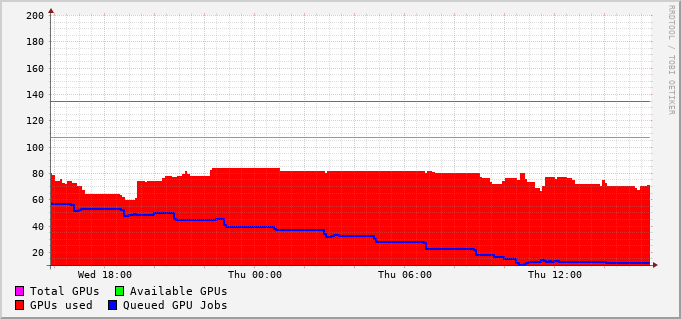 200
180
160
140
120
100
80
60
40
20
Wed 18:00 Thu 00:00 Thu 06:00 Thu 12:00
Total GPUs Available GPUs
GPUs used Queued GPU Jobs
RRDTOOL / TOBI OETIKER